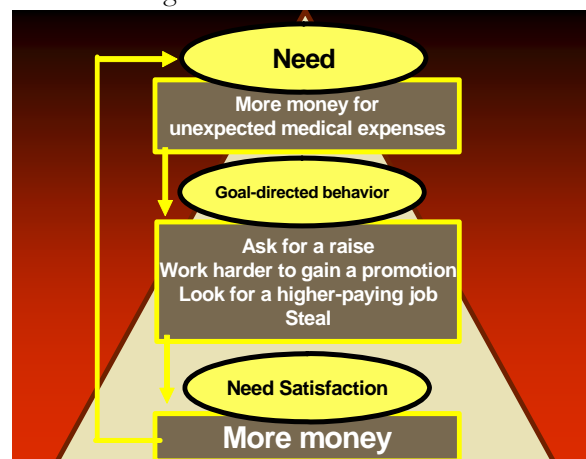 Need
More money for
unexpected medical expenses
Goal-directed behavior
Ask for a raise
Work harder to gain a promotion
Look for a higher-paying job
Steal
Need Satisfaction
More money